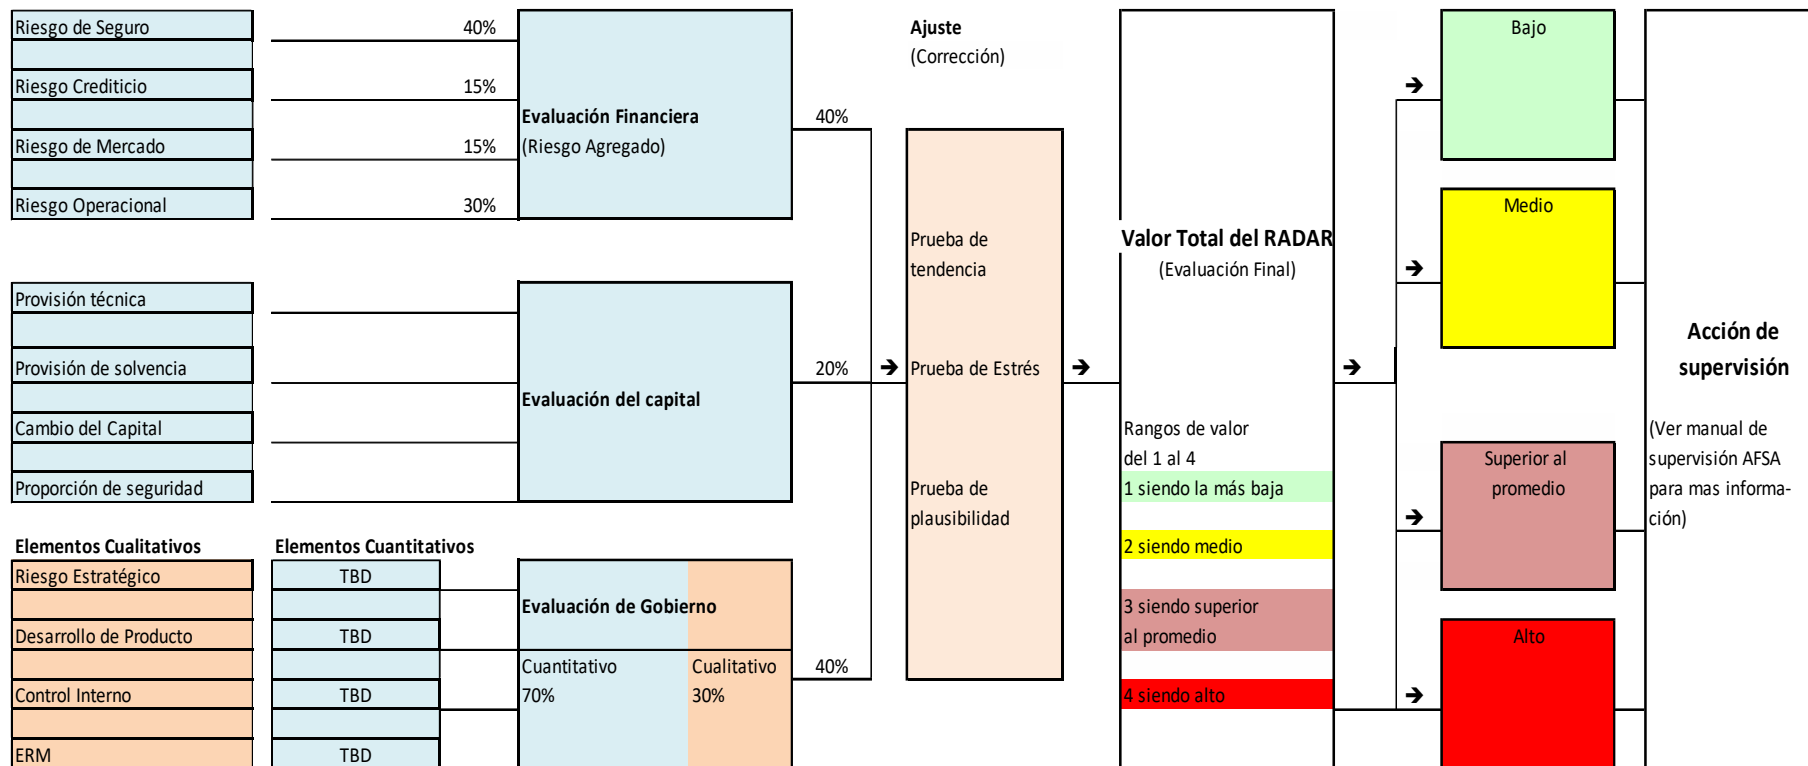 Riesgo de Seguro
40%
Riesgo Crediticio
15%
Riesgo de Mercado
15%
Riesgo Operacional
30%
Evaluación Financiera
(Riesgo Agregado)
40%
Provisión técnica
Provisión de solvencia
Cambio del Capital
Proporción de seguridad
Evaluación del capital
20%
Elementos Cualitativos
Elementos Cuantitativos
Riesgo Estratégico
TBD
Desarrollo de Producto
TBD
Control Interno
TBD
ERM
TBD
Evaluación de Gobierno
Cuantitativo
70%
Cualitativo
30%
40%
Ajuste
(Corrección)
➔
Prueba de
tendencia
Prueba de Estrés
Prueba de
plausibilidad
➔
Valor Total del RADAR
(Evaluación Final)
Rangos de valor
del 1 al 4
1 siendo la más baja
2 siendo medio
3 siendo superior
al promedio
4 siendo alto
➔
➔
Bajo
➔
Medio
➔
Superior al
promedio
➔
Alto
Acción de
supervisión
(Ver manual de
supervisión AFSA
para mas informa-
ción)